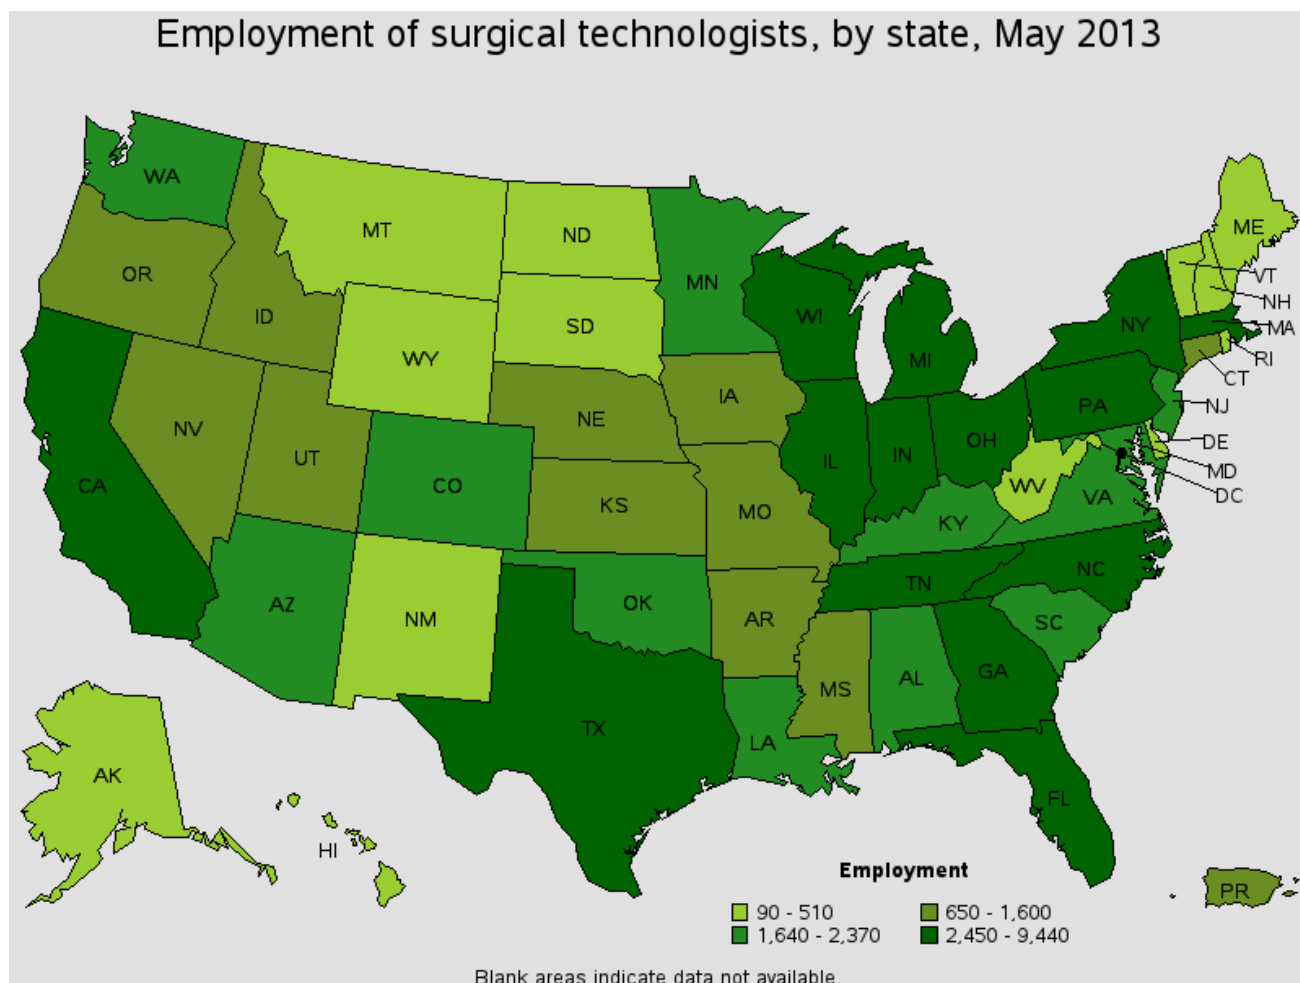 Employment of surgical technologists, by state, May 2013
WA
MT
ND
MN
ME
VT
NH
MA
RI
CT
NJ
DE
MD
DC
OR
ID
SD
WI
MI
NY
WY
IA
NE
PA
NV
UT
CO
KS
MO
IL
IN
OH
WV
VA
KY
CA
AZ
NM
OK
AR
TN
NC
SC
MS
AL
GA
TX
LA
FL
AK
HI
PR
Employment
90 - 510
650 - 1,600
1,640 - 2,370
2,450 - 9,440
Blank areas indicate data not available